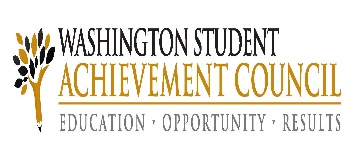 WASHINGTON STUDENT
ACHIEVEMENT COUNCIL
EDUCATION · OPPORTUNITY · RESULTS